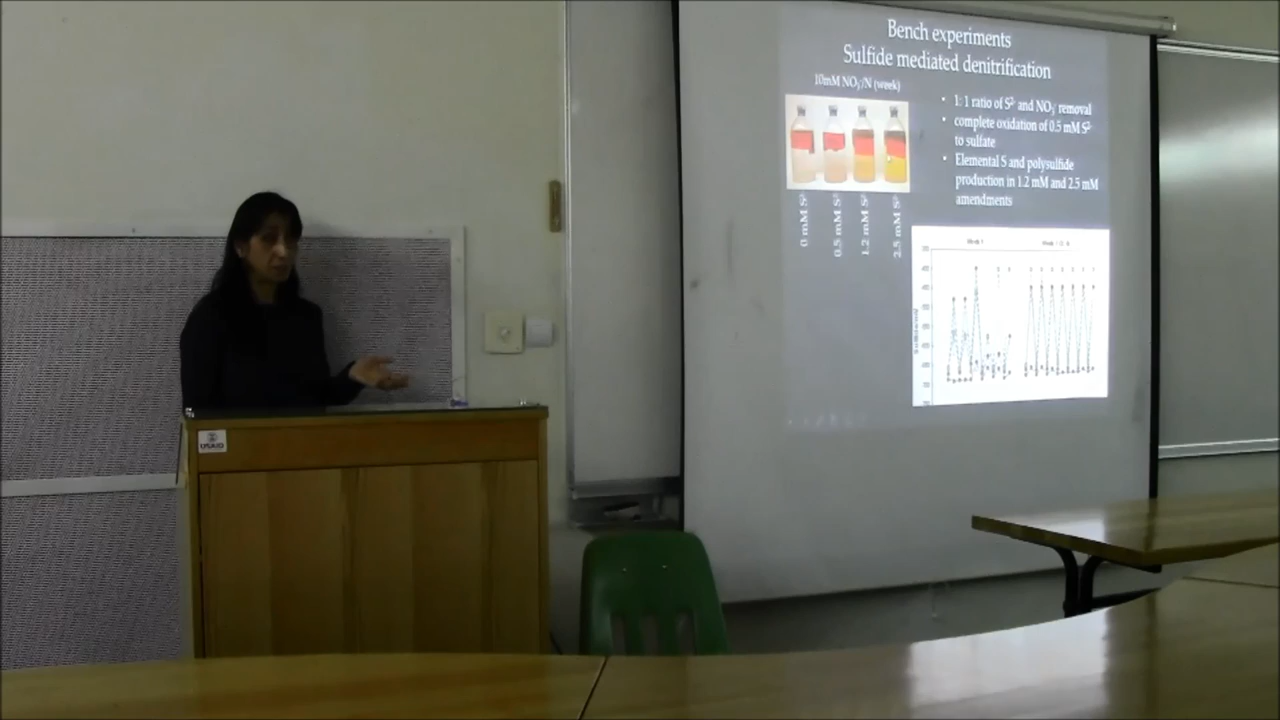 Bench experiments
Sulfide mediated denitrification
10mM NO₃⁻/N (week)
• 1: 1 ratio of S²⁻ and NO₃⁻ removal
• complete oxidation of 0.5 mM S²⁻
to sulfate
• Elemental S and polysulfide
production in 1.2 mM and 2.5 mM
amendments
0 mM S²⁻
0.5 mM S²⁻
1.2 mM S²⁻
2.5 mM S²⁻
USAID